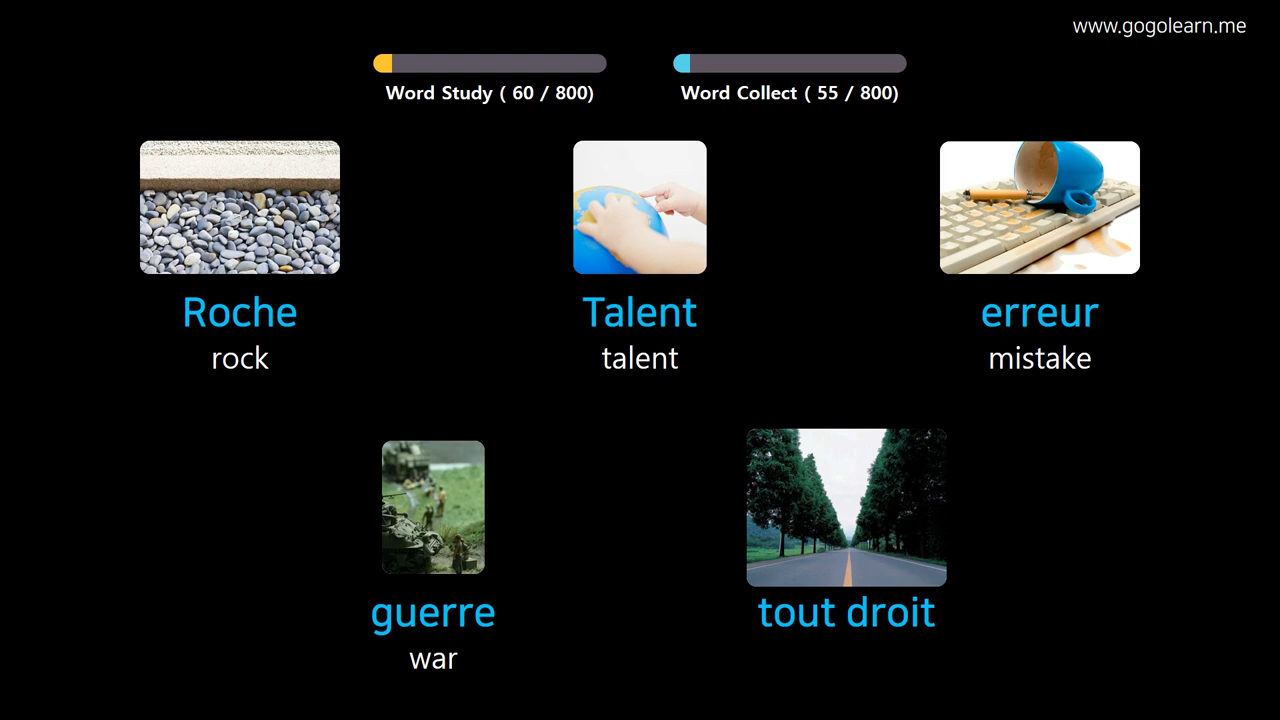 www.gogolearn.me
Word Study ( 60 / 800)
Word Collect ( 55 / 800)
Roche
rock
Talent
talent
erreur
mistake
guerre
war
tout droit